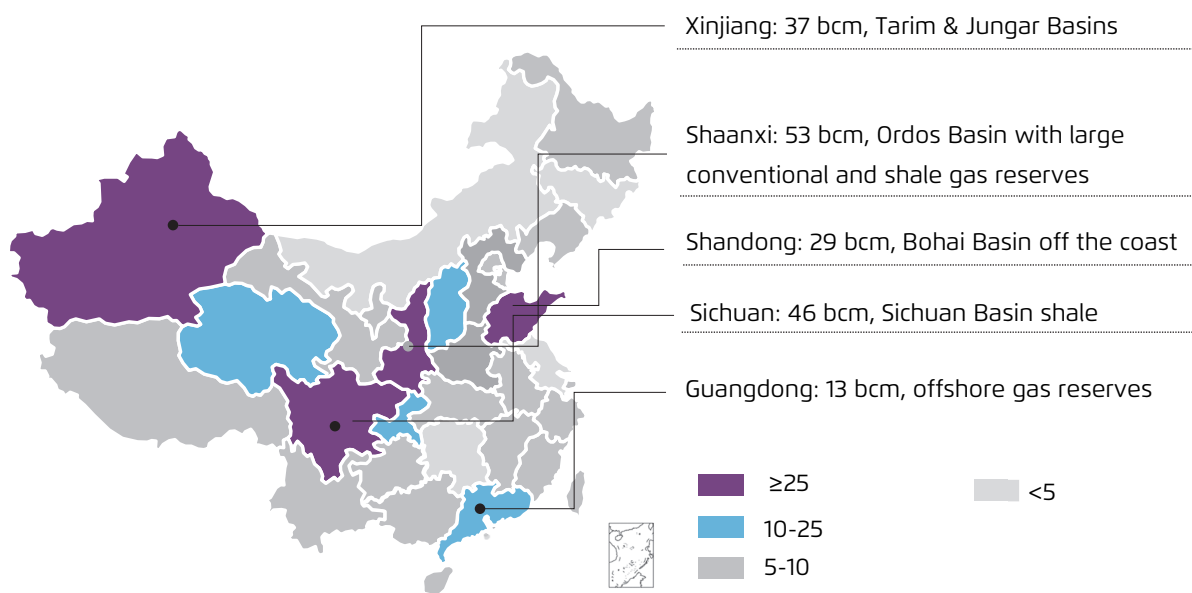 Xinjiang: 37 bcm, Tarim & Jungar Basins
Shaanxi: 53 bcm, Ordos Basin with large
conventional and shale gas reserves
Shandong: 29 bcm, Bohai Basin off the coast
Sichuan: 46 bcm, Sichuan Basin shale
Guangdong: 13 bcm, offshore gas reserves
≥25
<5
10-25
5-10